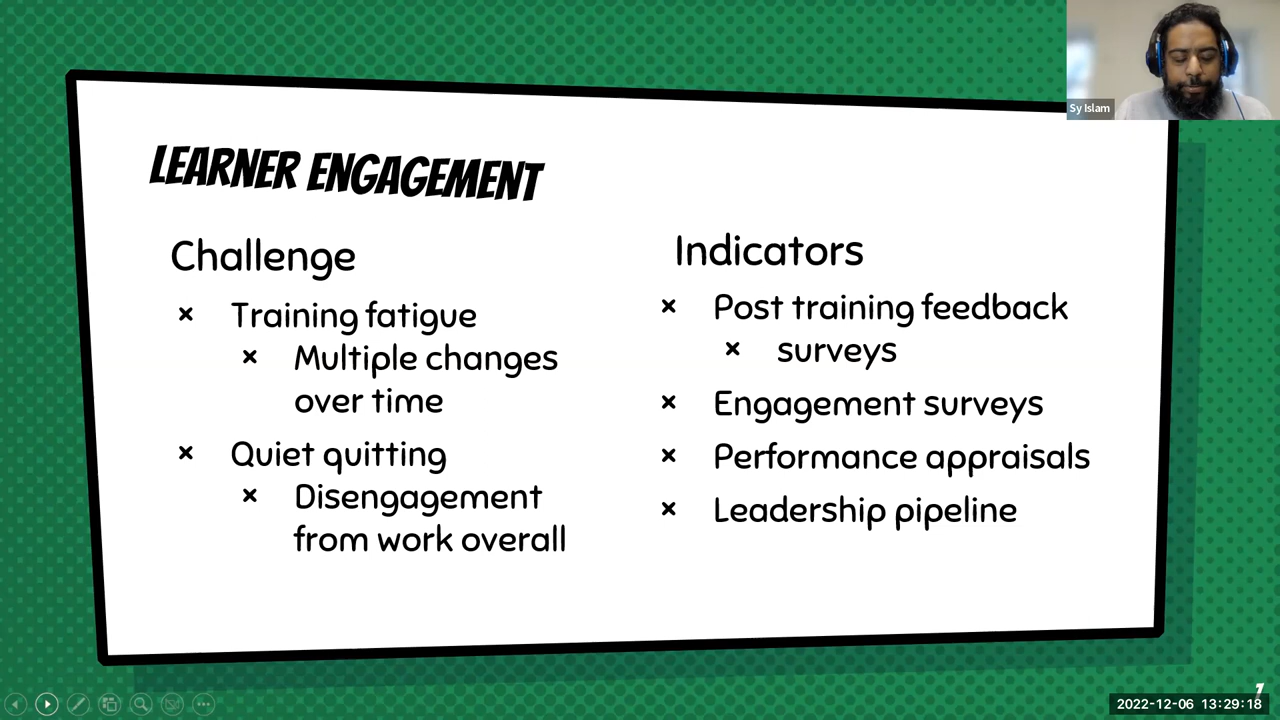 Sy Islam
LEARNER ENGAGEMENT
Challenge
× Training fatigue
× Multiple changes
over time
× Quiet quitting
× Disengagement
from work overall
Indicators
× Post training feedback
× surveys
× Engagement surveys
× Performance appraisals
× Leadership pipeline
7
2022-12-06 13:29:18